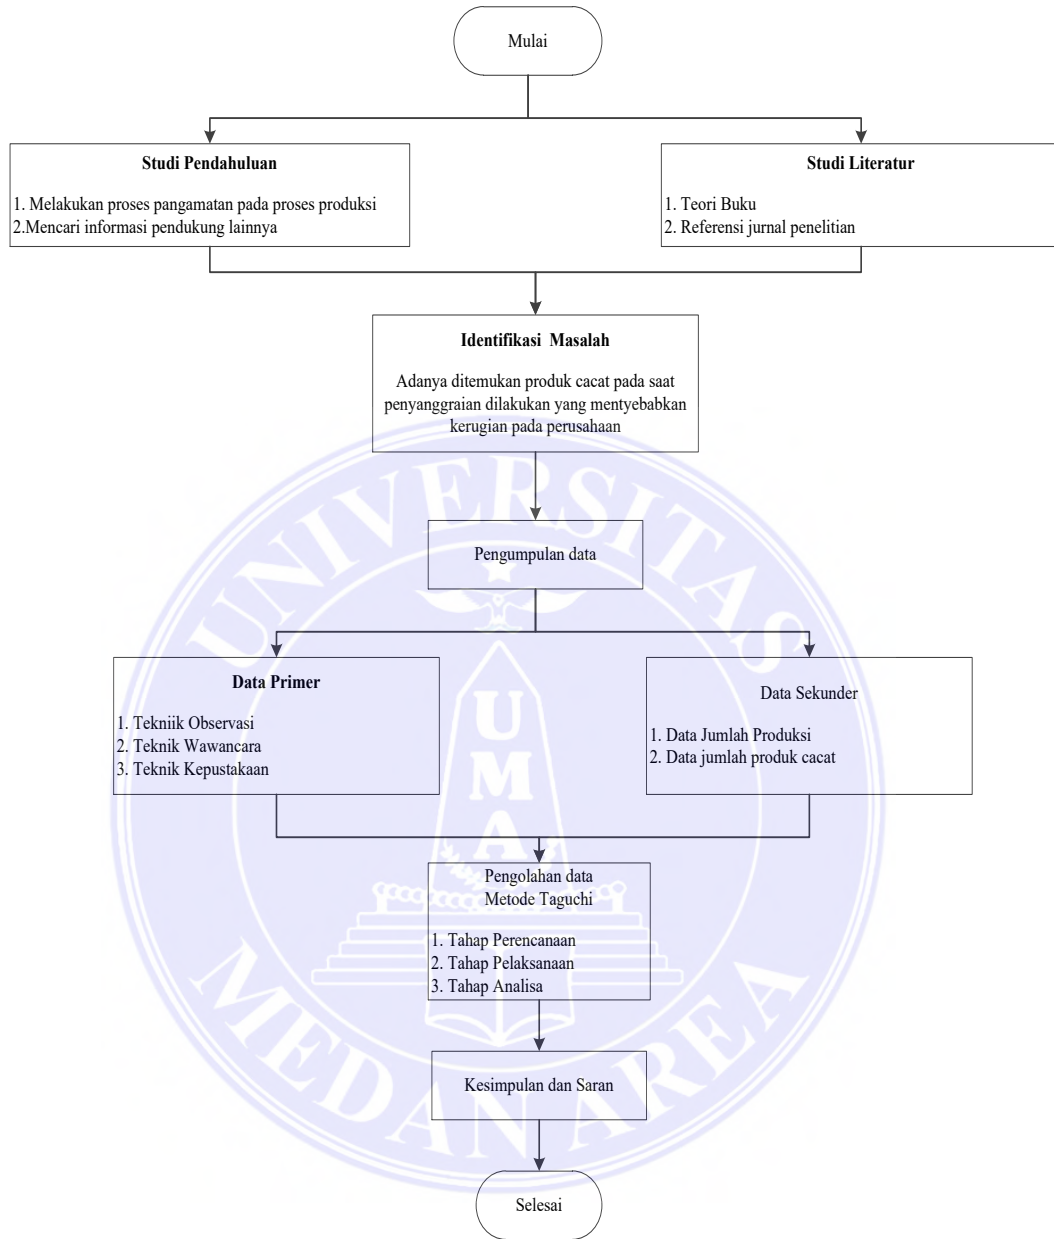 Mulai
Studi Pendahuluan
1. Melakukan proses pangamatan pada proses produksi
2.Mencari informasi pendukung lainnya
Studi Literatur
1. Teori Buku
2. Referensi jurnal penelitian
Identifikasi Masalah
Adanya ditemukan produk cacat pada saat
penyanggraian dilakukan yang mentyebabkan
kerugian pada perusahaan
Pengumpulan data
Data Primer
1. Tekniik Observasi
2. Teknik Wawancara
3. Teknik Kepustakaan
Data Sekunder
1. Data Jumlah Produksi
2. Data jumlah produk cacat
Pengolahan data
Metode Taguchi
1. Tahap Perencanaan
2. Tahap Pelaksanaan
3. Tahap Analisa
Kesimpulan dan Saran
Selesai
UNIVERSITAS
UMA
MEDAN AREA